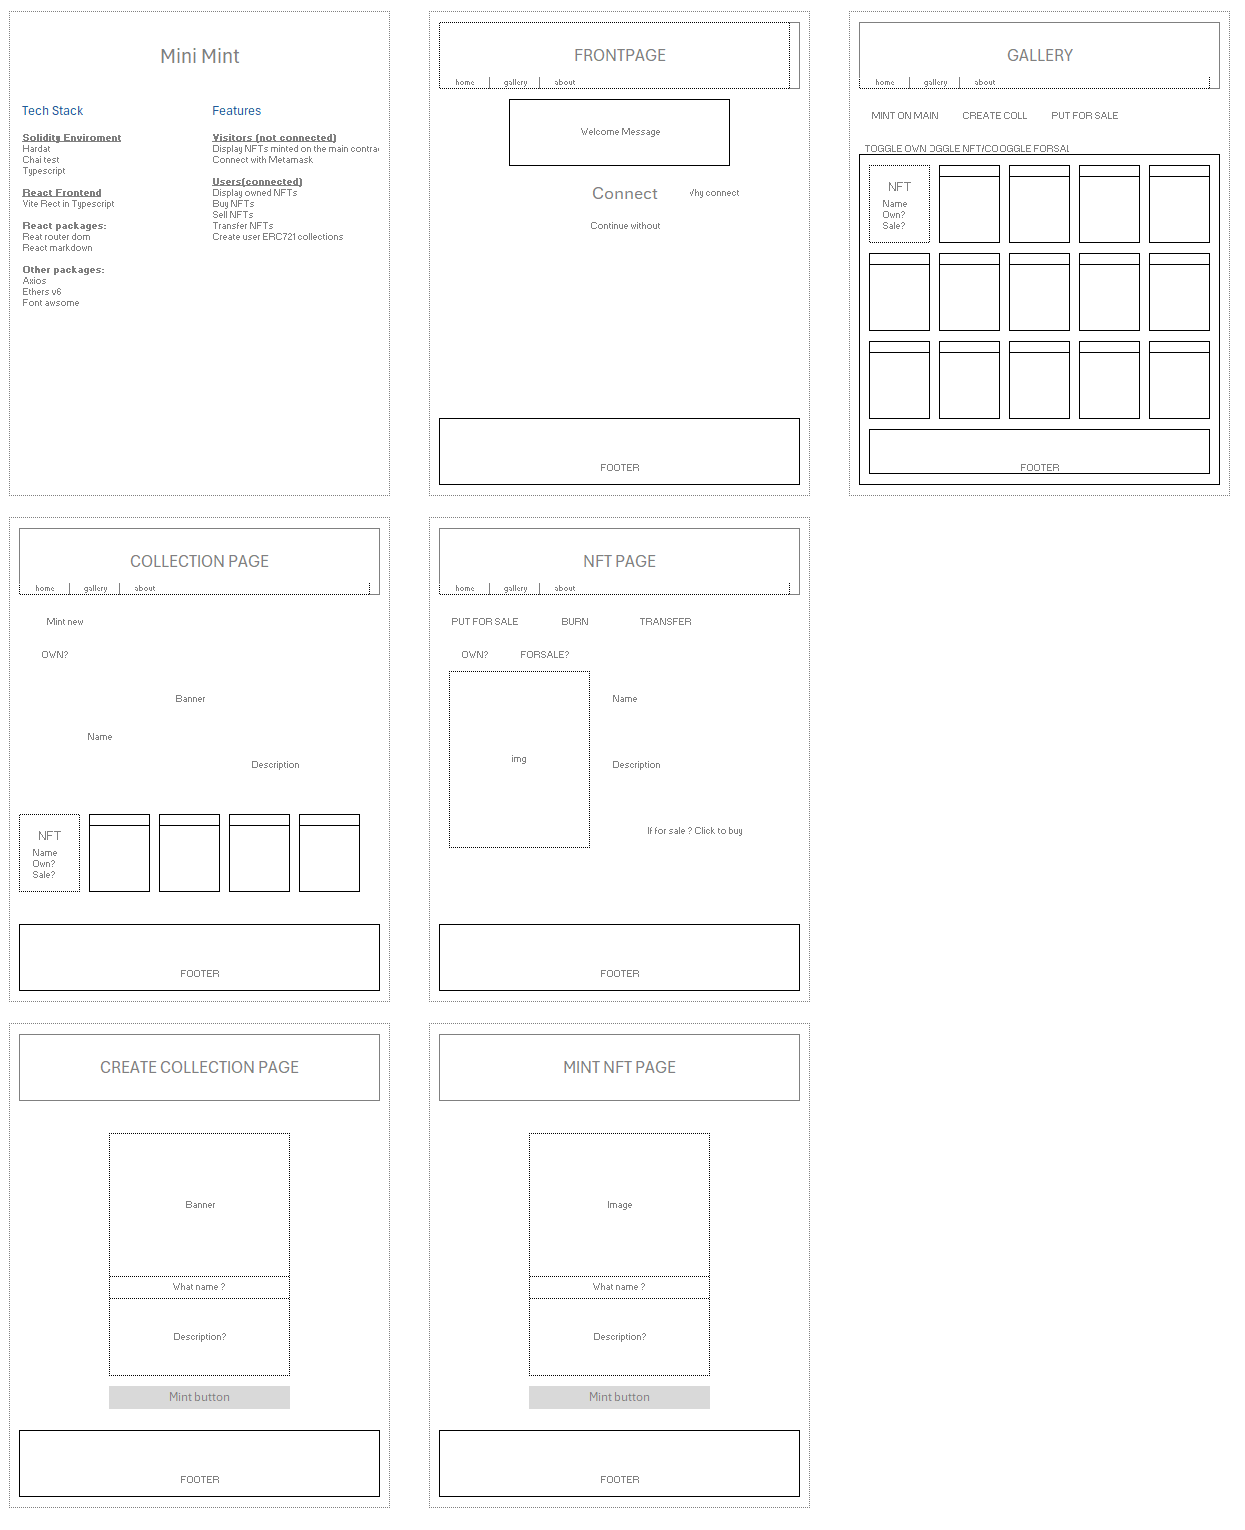 Mini Mint
Tech Stack
Solidity Enviroment
Hardat
Chai test
Typescript
React Frontend
Vite Rect in Typescript
React packages:
Reat router dom
React markdown
Other packages:
Axios
Ethers v6
Font awsome
Features
Visitors (not connected)
Display NFTs minted on the main contra
Connect with Metamask
Users(connected)
Display owned NFTs
Buy NFTs
Sell NFTs
Transfer NFTs
Create user ERC721 collections
FRONTPAGE
home gallery about
Welcome Message
Connect
Why connect
Continue without
FOOTER
GALLERY
home gallery about
MINT ON MAIN CREATE COLL PUT FOR SALE
TOGGLE OWN OGGLE NFT/CO OGGLE FORSAL
NFT
Name
Own?
Sale?
FOOTER
COLLECTION PAGE
home gallery about
Mint new
OWN?
Banner
Name
Description
NFT
Name
Own?
Sale?
FOOTER
NFT PAGE
home gallery about
PUT FOR SALE BURN TRANSFER
OWN? FORSALE?
img
Name
Description
If for sale ? Click to buy
FOOTER
CREATE COLLECTION PAGE
Banner
What name ?
Description?
Mint button
FOOTER
MINT NFT PAGE
Image
What name ?
Description?
Mint button
FOOTER